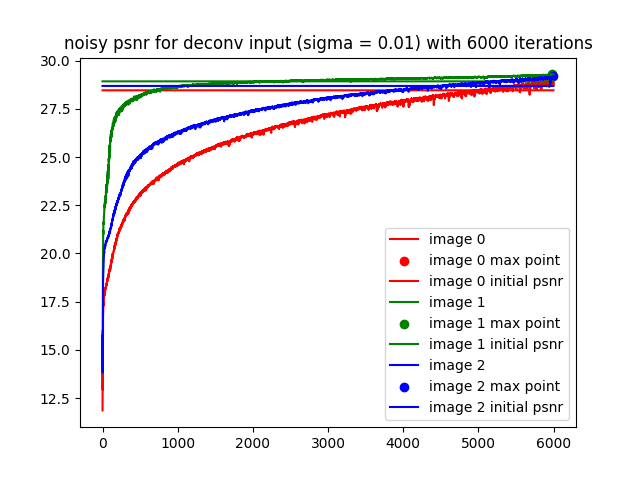 noisy psnr for deconv input (sigma = 0.01) with 6000 iterations
30.0
27.5
25.0
22.5
20.0
17.5
15.0
12.5
image 0
image 0 max point
image 0 initial psnr
image 1
image 1 max point
image 1 initial psnr
image 2
image 2 max point
image 2 initial psnr
0 1000 2000 3000 4000 5000 6000